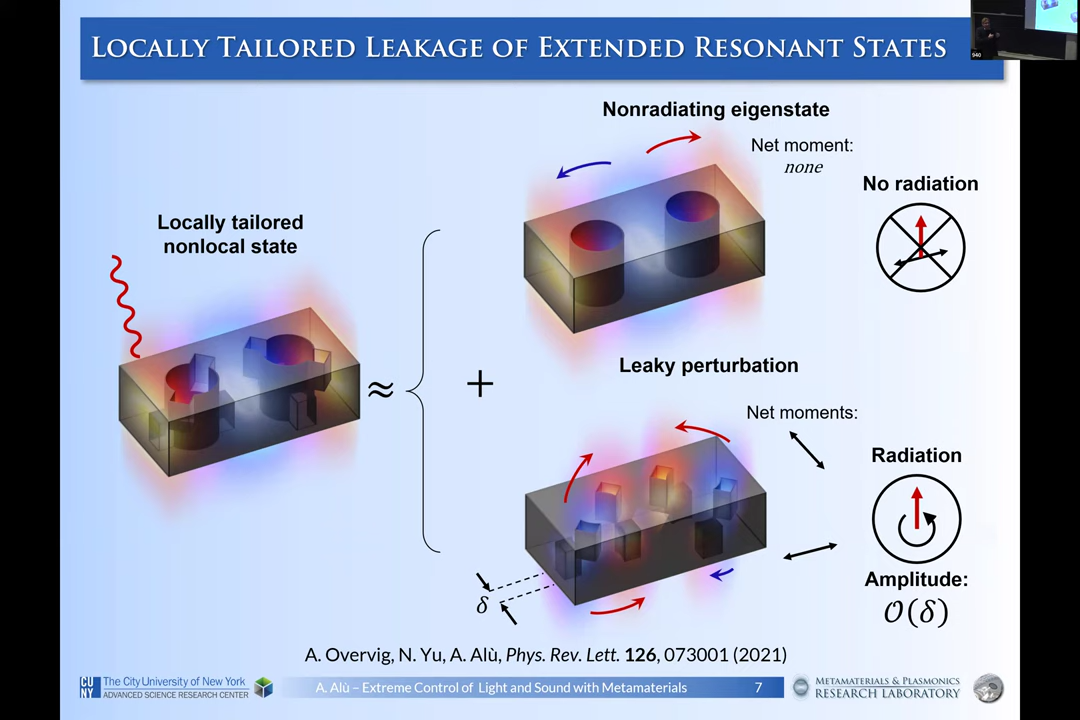 LOCALLY TAILORED LEAKAGE OF EXTENDED RESONANT STATES
940
Nonradiating eigenstate
Net moment:
none
No radiation
Locally tailored
nonlocal state
≈
+
Leaky perturbation
Net moments:
Radiation
Amplitude:
𝒪(δ)
δ
A. Overvig, N. Yu, A. Alù, Phys. Rev. Lett. 126, 073001 (2021)
CU
NY
The City University of New York
ADVANCED SCIENCE RESEARCH CENTER
A. Alù – Extreme Control of Light and Sound with Metamaterials
7
METAMATERIALS & PLASMONICS
RESEARCH LABORATORY